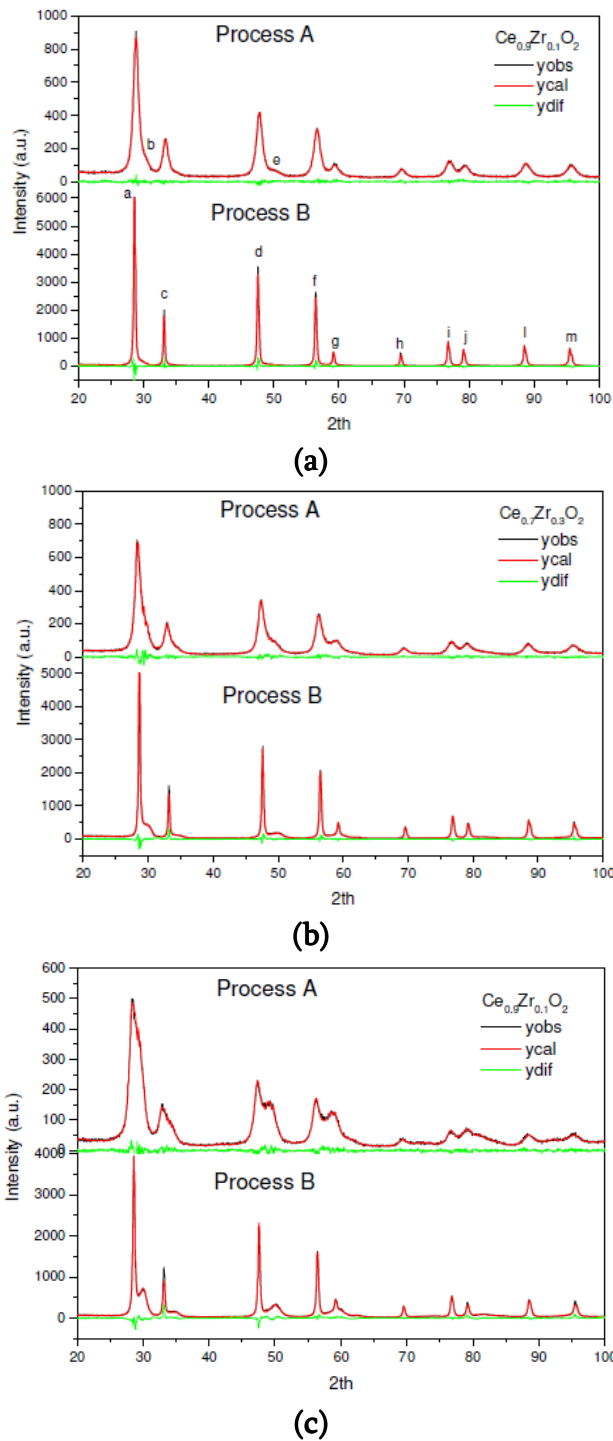 Process A
Ce0.9Zr0.1O2
yobs
ycal
ydif
1000
800
600
400
200
0
b
e
Intensity (a.u.)
Process B
6000
5000
4000
3000
2000
1000
0
a
c
d
f
g
h
i
j
l
m
20 30 40 50 60 70 80 90 100
2th
(a)
Process A
Ce0.7Zr0.3O2
yobs
ycal
ydif
1000
800
600
400
200
0
Intensity (a.u.)
Process B
5000
4000
3000
2000
1000
0
20 30 40 50 60 70 80 90 100
2th
(b)
Process A
Ce0.9Zr0.1O2
yobs
ycal
ydif
600
500
400
300
200
100
0
Intensity (a.u.)
Process B
4000
3000
2000
1000
0
20 30 40 50 60 70 80 90 100
2th
(c)